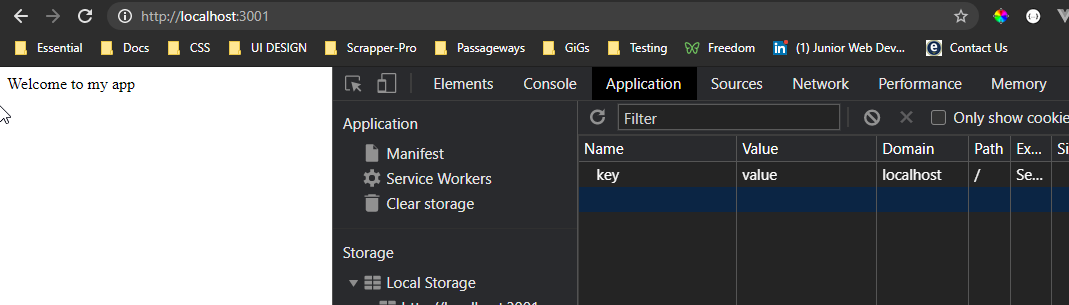 http://localhost:3001
Essential Docs CSS UI DESIGN Scrapper-Pro Passageways GiGs Testing Freedom in (1) Junior Web Dev... e Contact Us
Welcome to my app
Elements Console Application Sources Network Performance Memory
Application
Manifest
Service Workers
Clear storage
Storage
Local Storage
Filter Only show cookie
Name Value Domain Path Ex... Si
key value localhost / Se...